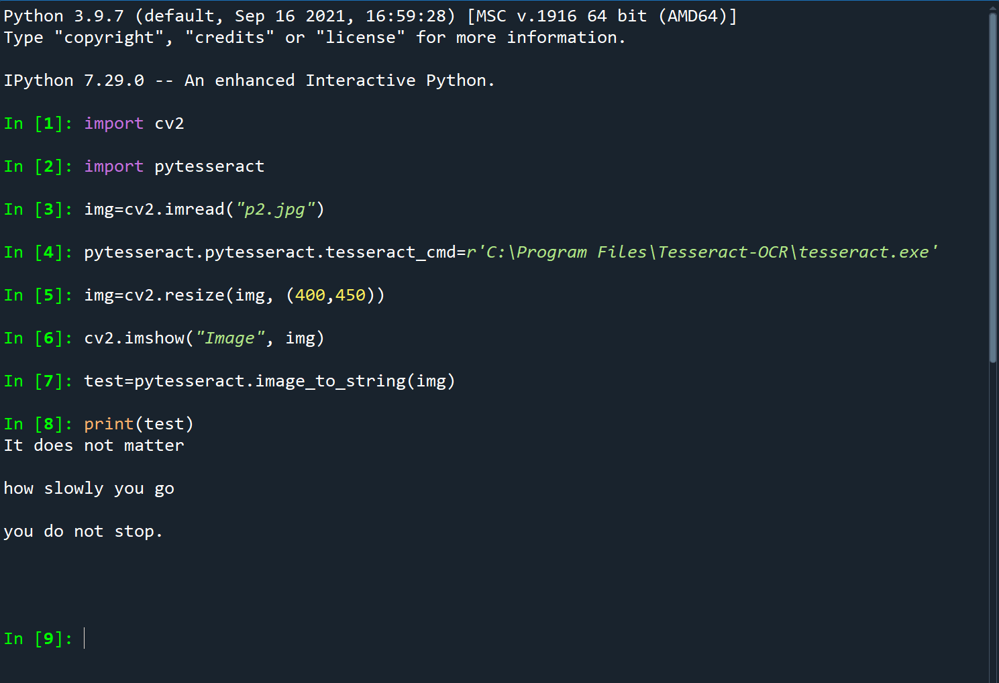 Python 3.9.7 (default, Sep 16 2021, 16:59:28) [MSC v.1916 64 bit (AMD64)]
Type "copyright", "credits" or "license" for more information.
IPython 7.29.0 -- An enhanced Interactive Python.
In [1]: import cv2
In [2]: import pytesseract
In [3]: img=cv2.imread("p2.jpg")
In [4]: pytesseract.pytesseract.tesseract_cmd=r'C:\Program Files\Tesseract-OCR\tesseract.exe'
In [5]: img=cv2.resize(img, (400,450))
In [6]: cv2.imshow("Image", img)
In [7]: test=pytesseract.image_to_string(img)
In [8]: print(test)
It does not matter
how slowly you go
you do not stop.
In [9]: